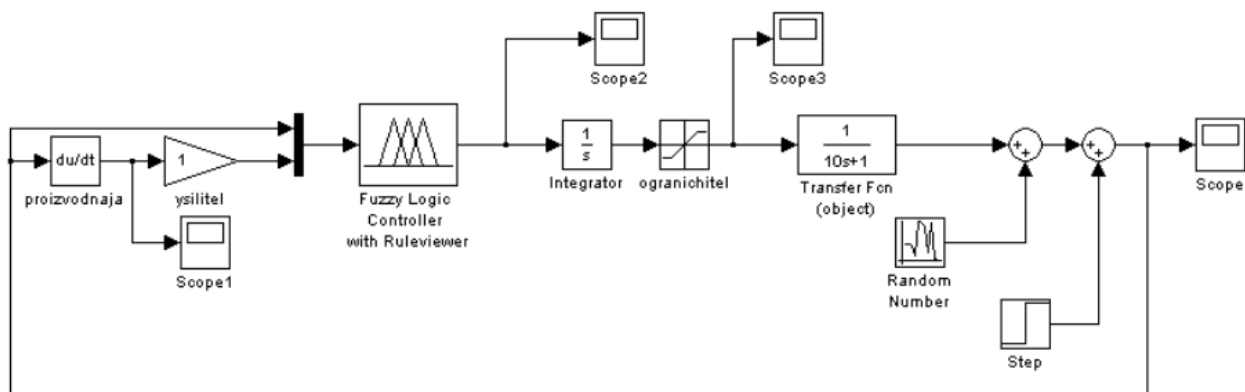 Scope2
Scope3
du/dt
proizvodnaja
1
ysilitel
Scope1
Fuzzy Logic
Controller
with Ruleviewer
1
s
Integrator
ogranichitel
1
10s+1
Transfer Fcn
(object)
++
++
Scope
Random
Number
Step